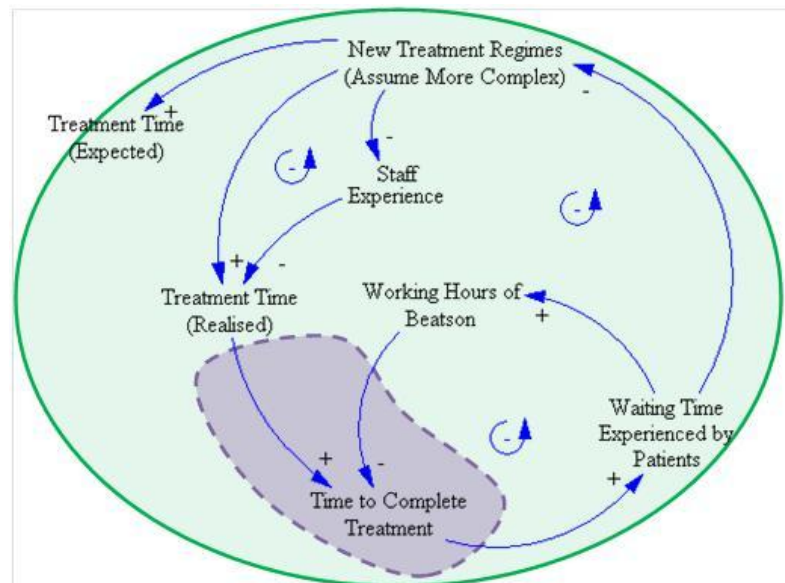 New Treatment Regimes
(Assume More Complex)
-
+
Treatment Time
(Expected)
-
-
Staff
Experience
-
+
-
Treatment Time
(Realised)
Working Hours of
Beatson
+
Waiting Time
Experienced by
Patients
-
+
-
+
Time to Complete
Treatment